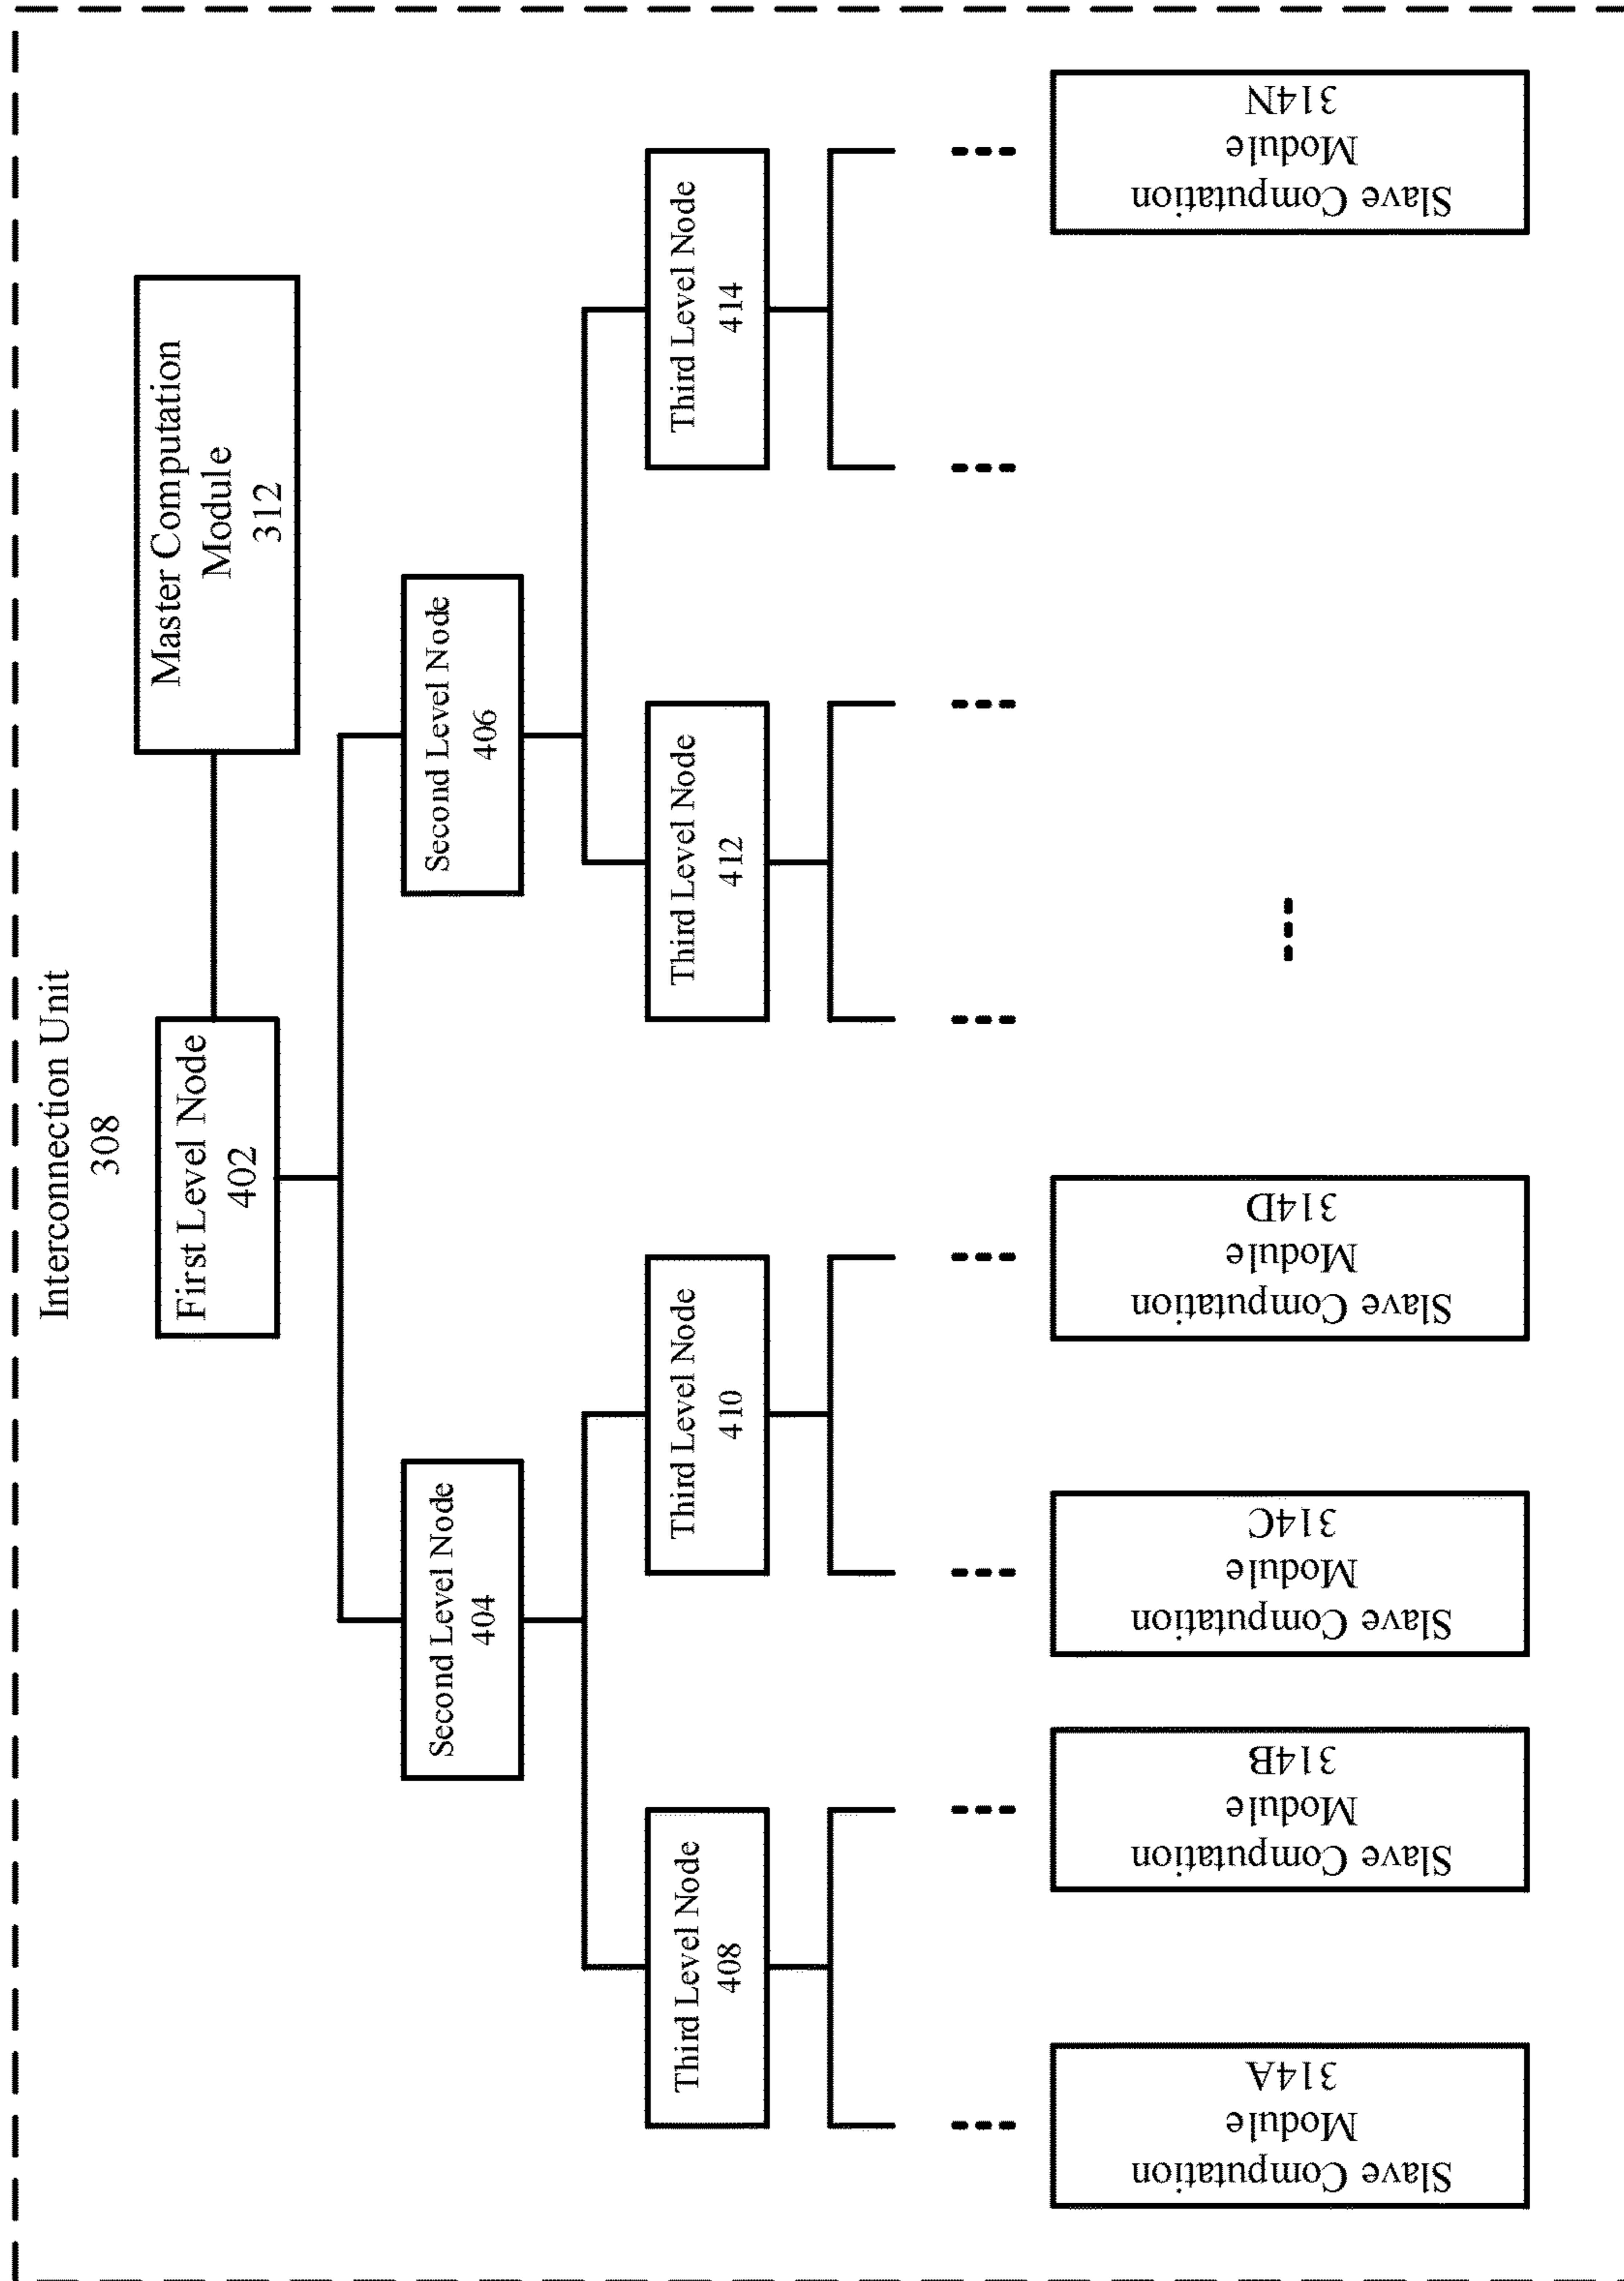 Interconnection Unit
308
First Level Node
402
Master Computation
Module
312
Second Level Node
404
Second Level Node
406
Third Level Node
408
Third Level Node
410
Third Level Node
412
Third Level Node
414
Slave Computation
Module
314A
Slave Computation
Module
314B
Slave Computation
Module
314C
Slave Computation
Module
314D
Slave Computation
Module
314N